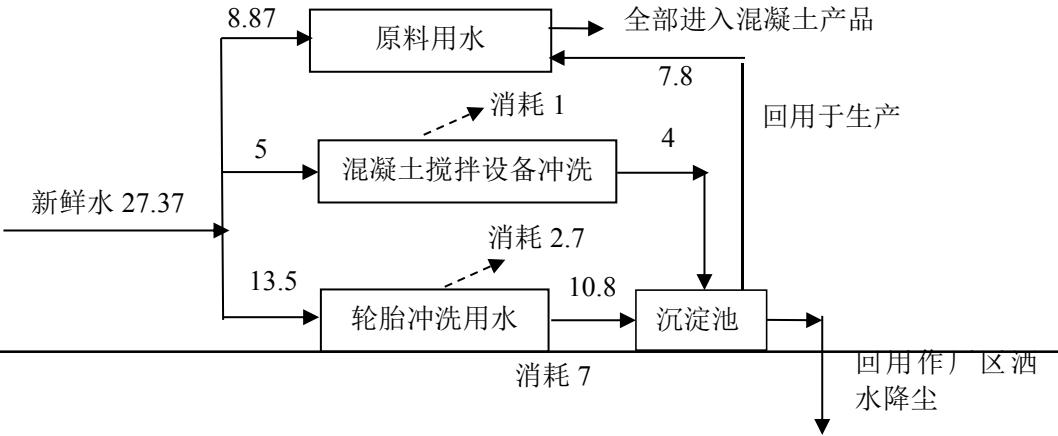 8.87
原料用水
全部进入混凝土产品
7.8
消耗 1
回用于生产
5
混凝土搅拌设备冲洗
4
新鲜水 27.37
消耗 2.7
13.5
轮胎冲洗用水
10.8
沉淀池
消耗 7
回用作厂区洒
水降尘